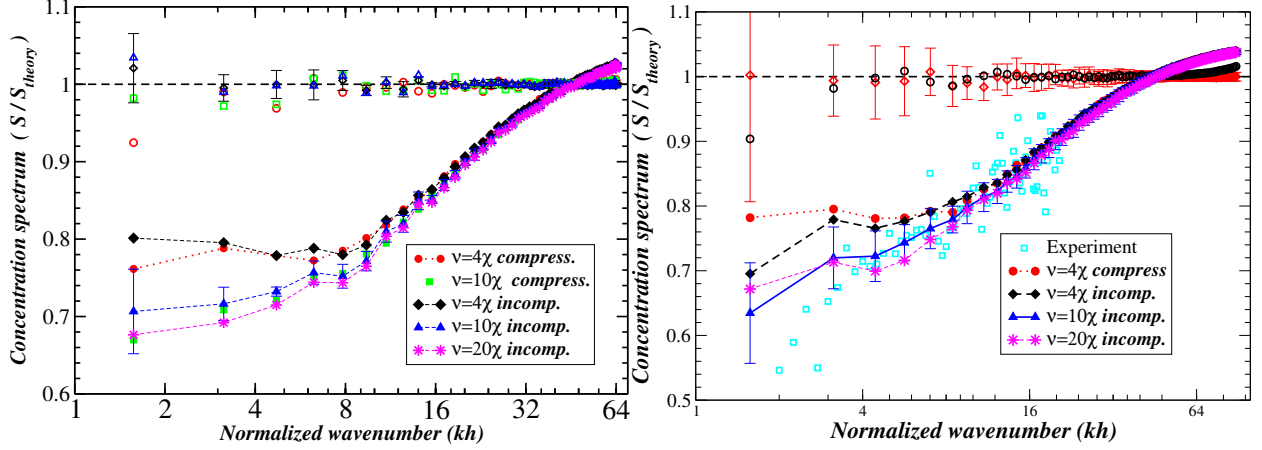 Concentration spectrum ( S / S_theory)
1.1
1
0.9
0.8
0.7
0.6
1
2
4
8
16
32
64
Normalized wavenumber (kh)
ν=4χ compress.
ν=10χ compress.
ν=4χ incomp.
ν=10χ incomp.
ν=20χ incomp.
Concentration spectrum ( S / S_theory)
1.1
1
0.9
0.8
0.7
0.6
0.5
1
4
16
64
Normalized wavenumber (kh)
Experiment
ν=4χ compress
ν=4χ incomp.
ν=10χ incomp.
ν=20χ incomp.